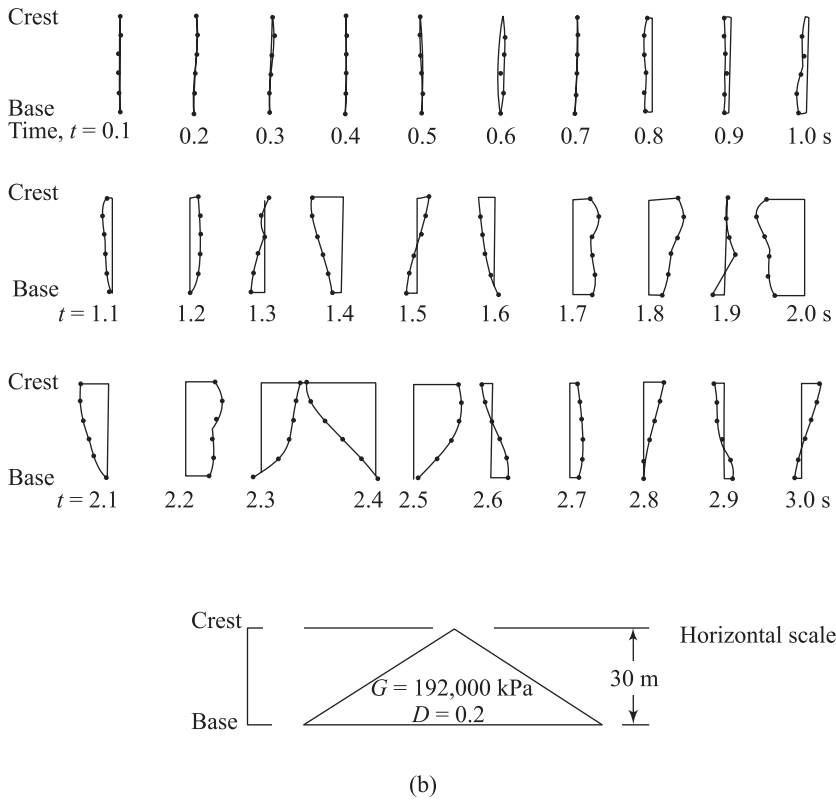 Crest
Base
Time, t = 0.1 0.2 0.3 0.4 0.5 0.6 0.7 0.8 0.9 1.0 s
Crest
Base
t = 1.1 1.2 1.3 1.4 1.5 1.6 1.7 1.8 1.9 2.0 s
Crest
Base
t = 2.1 2.2 2.3 2.4 2.5 2.6 2.7 2.8 2.9 3.0 s
Crest
Horizontal scale
30 m
G = 192,000 kPa
Base
D = 0.2
(b)